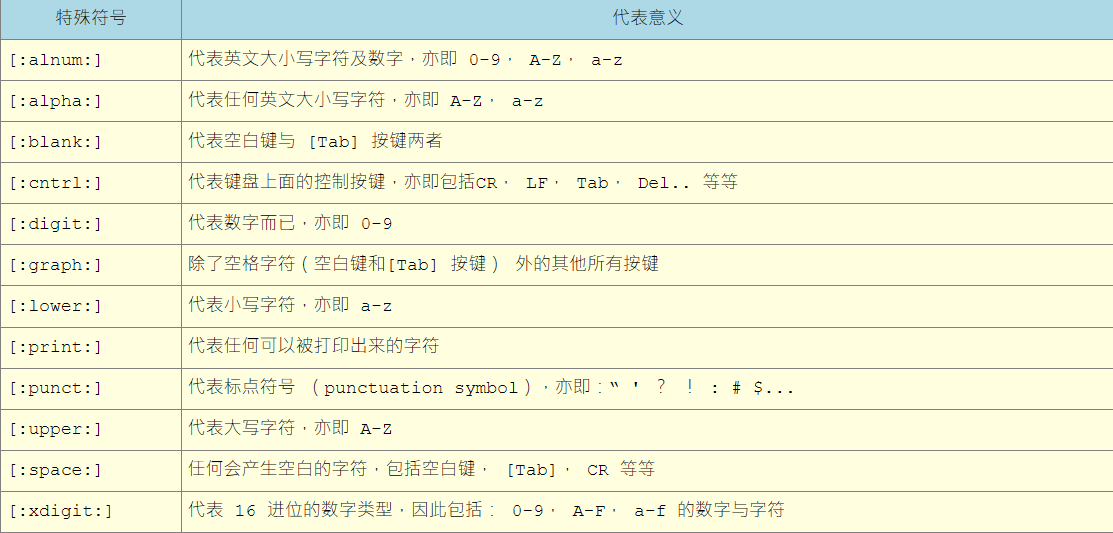 特殊符号 代表意义
[:alnum:] 代表英文大小写字符及数字，亦即 0-9， A-Z， a-z
[:alpha:] 代表任何英文大小写字符，亦即 A-Z， a-z
[:blank:] 代表空白键与 [Tab] 按键两者
[:cntrl:] 代表键盘上面的控制按键，亦即包括CR， LF， Tab， Del.. 等等
[:digit:] 代表数字而已，亦即 0-9
[:graph:] 除了空格字符（空白键和[Tab] 按键） 外的其他所有按键
[:lower:] 代表小写字符，亦即 a-z
[:print:] 代表任何可以被打印出来的字符
[:punct:] 代表标点符号 （punctuation symbol），亦即：“ ' ？ ！ : # $...
[:upper:] 代表大写字符，亦即 A-Z
[:space:] 任何会产生空白的字符，包括空白键， [Tab]， CR 等等
[:xdigit:] 代表 16 进位的数字类型，因此包括： 0-9， A-F， a-f 的数字与字符